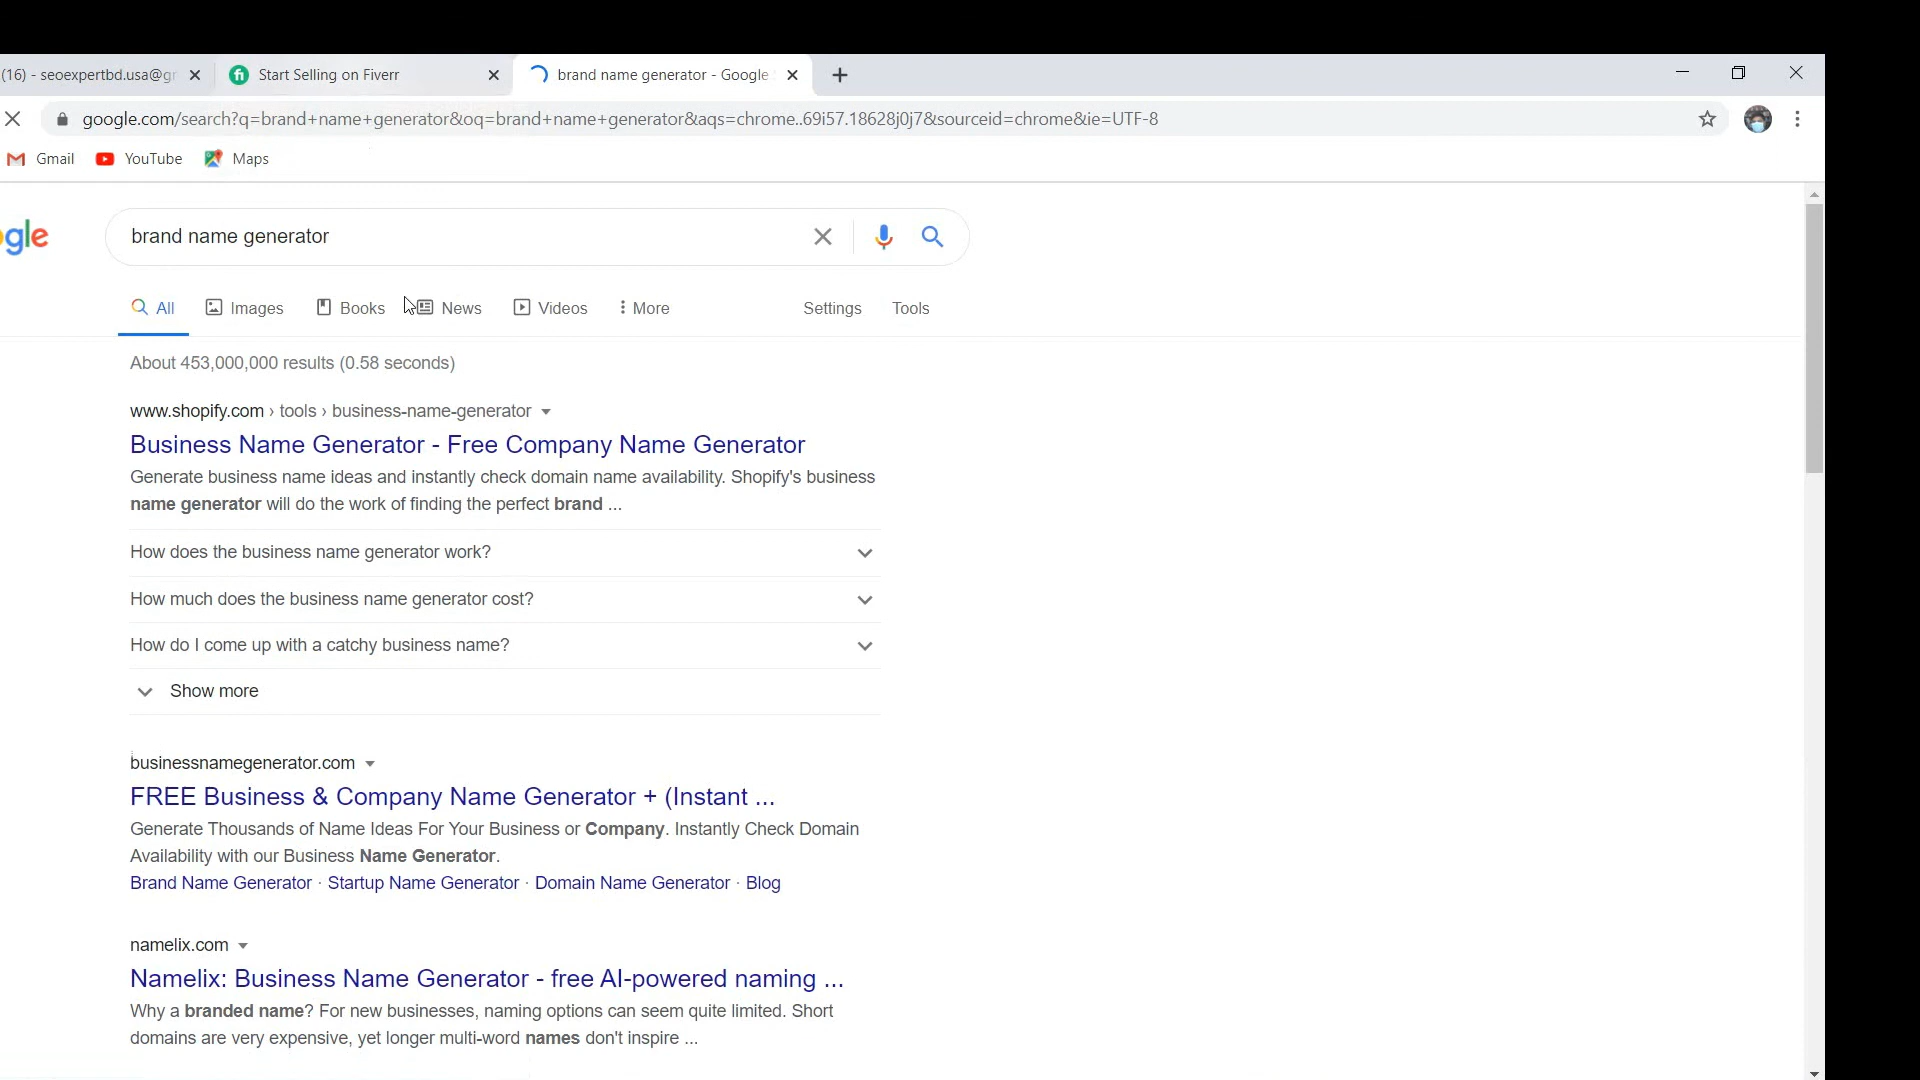 (16) - seoexpertbd.usa@gr
Start Selling on Fiverr
brand name generator - Google
google.com/search?q=brand+name+generator&oq=brand+name+generator&aqs=chrome..69i57.18628j0j7&sourceid=chrome&ie=UTF-8
Gmail YouTube Maps
gle
brand name generator
All Images Books News Videos More Settings Tools
About 453,000,000 results (0.58 seconds)
www.shopify.com › tools › business-name-generator
Business Name Generator - Free Company Name Generator
Generate business name ideas and instantly check domain name availability. Shopify's business
name generator will do the work of finding the perfect brand ...
How does the business name generator work?
How much does the business name generator cost?
How do I come up with a catchy business name?
Show more
businessnamegenerator.com
FREE Business & Company Name Generator + (Instant ...
Generate Thousands of Name Ideas For Your Business or Company. Instantly Check Domain
Availability with our Business Name Generator.
Brand Name Generator · Startup Name Generator · Domain Name Generator · Blog
namelix.com
Namelix: Business Name Generator - free AI-powered naming ...
Why a branded name? For new businesses, naming options can seem quite limited. Short
domains are very expensive, yet longer multi-word names don't inspire ...